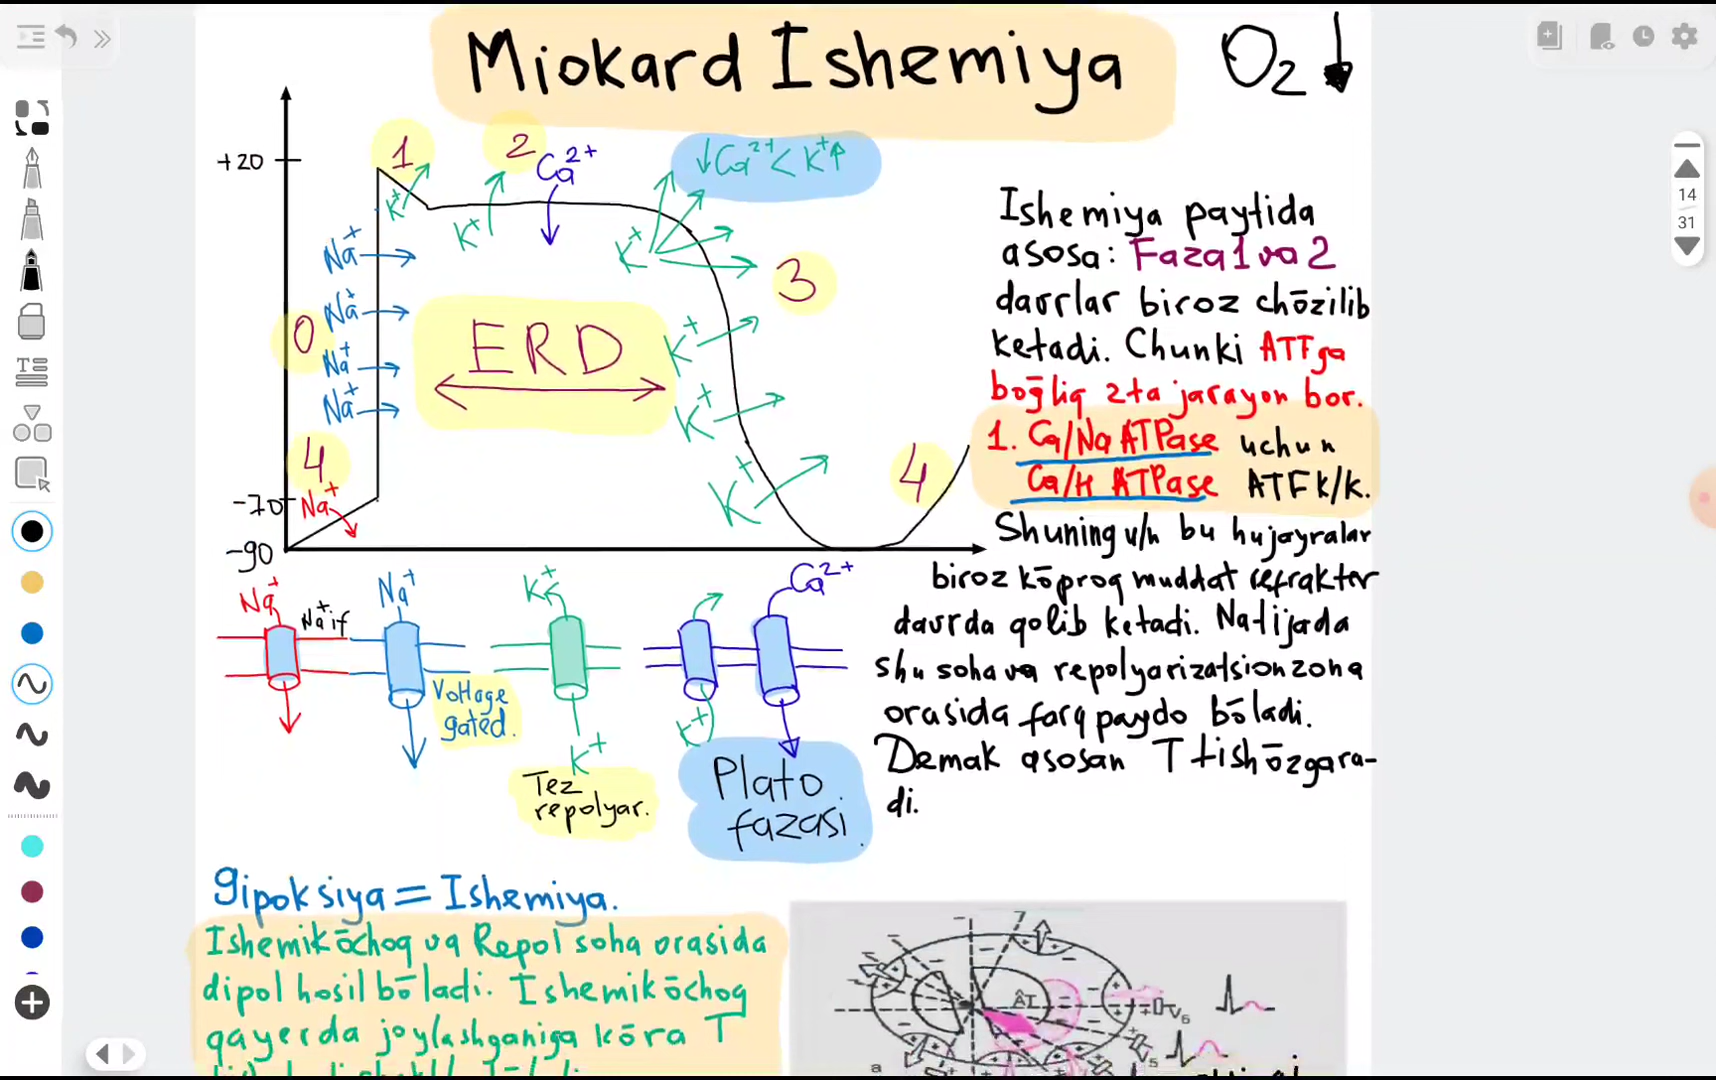 Miokard Ishemiya
O2 ↓
+20
1
2
Ca2+
↓Ca2+ < K+↑
K+
K+
K+
3
Na+
Na+
Na+
Na+
0
ERD
K+
K+
K+
4
Na+
4
-70
-90
Ishemiya paytida
asosa: Faza 1 va 2
davrlar biroz chōzilib
ketadi. Chunki ATFga
boḡliq 2ta jarayon bor.
1. Ca/Na ATPase uchun
Ca/H ATPase ATF k/k.
Shuning u/n bu hujayralar
biroz kōproq muddat refrakter
davrda qolib ketadi. Natijada
shu soha va repolyarizatsion zona
orasida farq paydo bōladi.
Demak asosan T tish ōzgara-
di.
Na+
Na+ if
Na+
Voltage
gated.
K+
K+
Tez
repolyar.
K+
Ca2+
Plato
fazasi
gipoksiya = Ishemiya.
Ishemik ōchoq va Repol soha orasida
dipol hosil bōladi. Ishemik ōchoq
qayerda joylashganiga kōra T
ÂT
V6
5
a
14
31